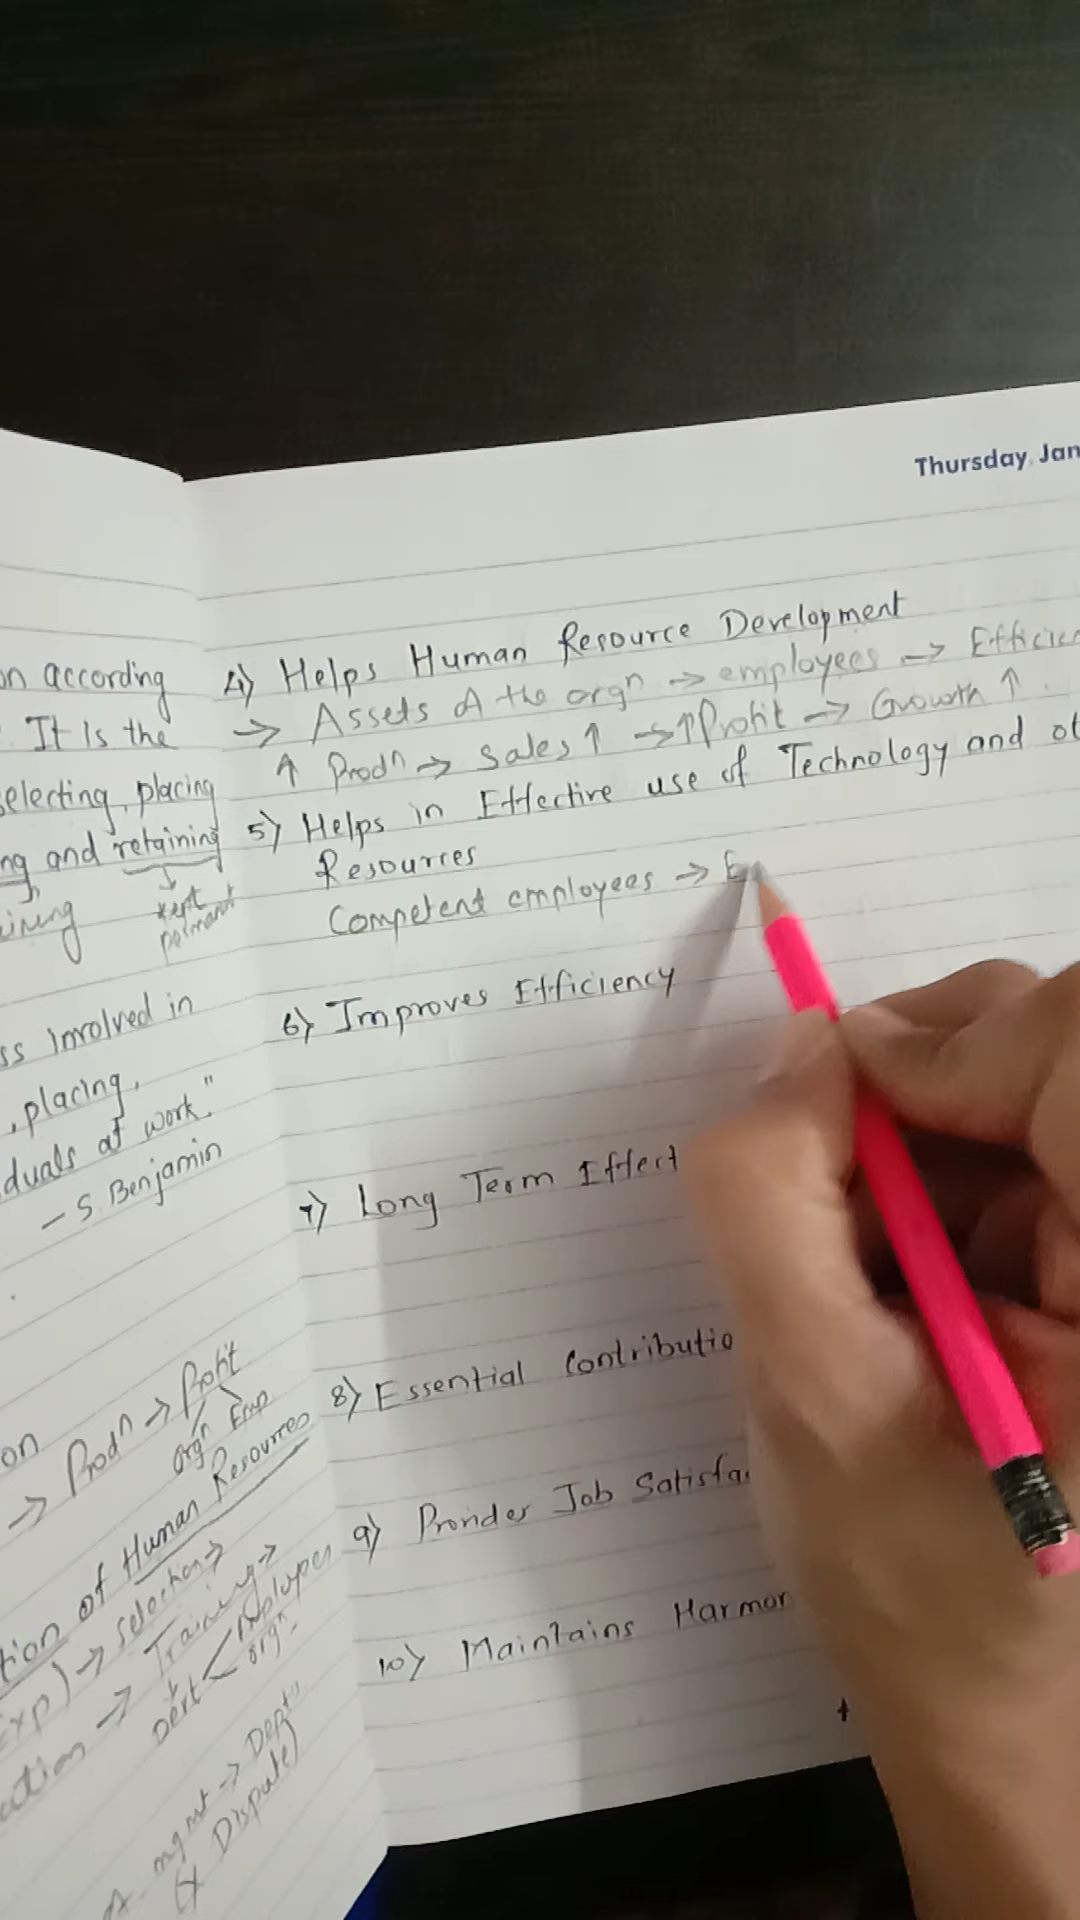 Thursday, Jan
4) Helps Human Resource Development
→ Assets of the orgⁿ → employees → Efficien
↑ Prodⁿ → Sales ↑ → ↑ Profit → Growth ↑
5) Helps in Effective use of Technology and ot
Resources
Competent employees → E
6) Improves Efficiency
7) Long Term Effect
8) Essential Contributio
9) Provides Job Satisfa
10) Maintains Harmon
on according
. It is the
selecting, placing
ng and retaining
kept
ining
ss involved in
, placing,
duals at work."
- S. Benjamin
on
→ Prodⁿ → Profit
orgⁿ Emp
tion of Human Resources
Exp) → selection →
→ Training →
orgⁿ
mgmt → Dept
(x Dispute)